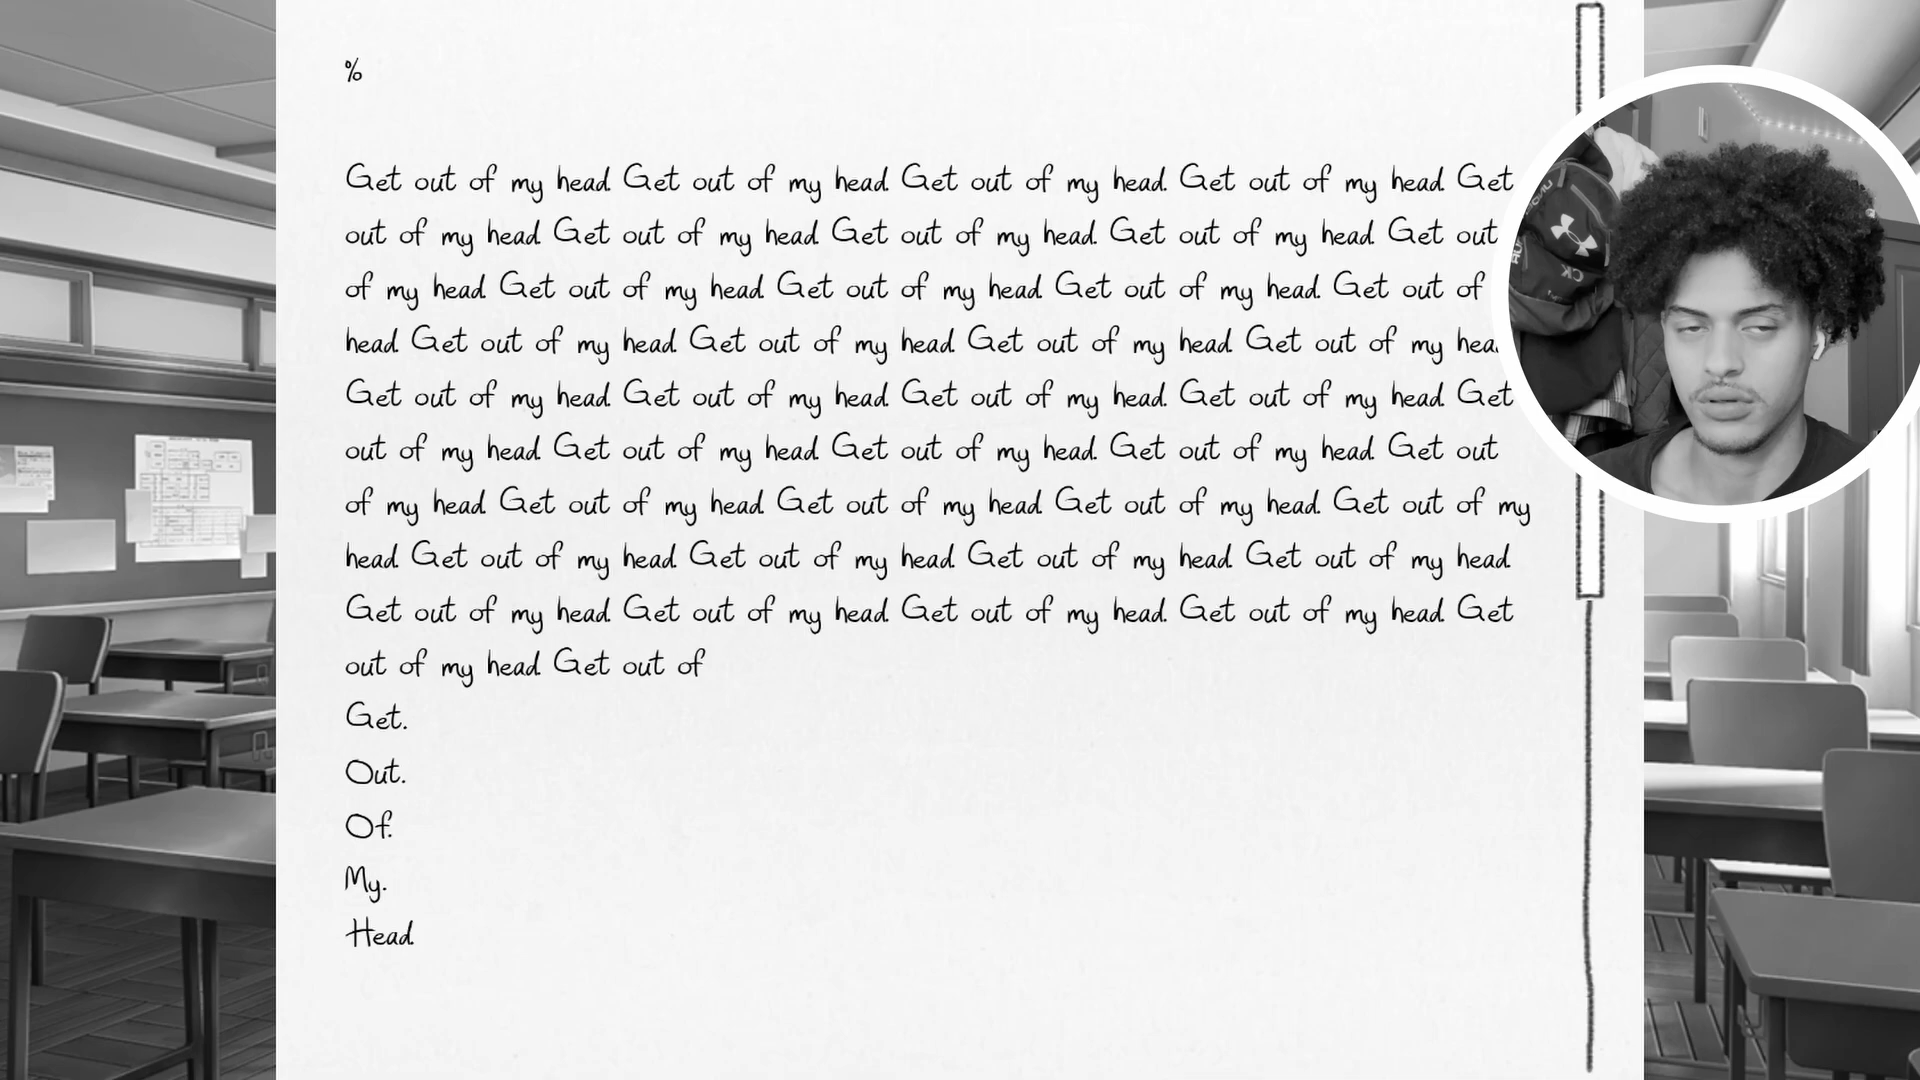 %
Get out of my head. Get out of my head. Get out of my head. Get out of my head. Get
out of my head. Get out of my head. Get out of my head. Get out of my head. Get out
of my head. Get out of my head. Get out of my head. Get out of my head. Get out of
head. Get out of my head. Get out of my head. Get out of my head. Get out of my head.
Get out of my head. Get out of my head. Get out of my head. Get out of my head. Get
out of my head. Get out of my head. Get out of my head. Get out of my head. Get out
of my head. Get out of my head. Get out of my head. Get out of my head. Get out of my
head. Get out of my head. Get out of my head. Get out of my head. Get out of my head.
Get out of my head. Get out of my head. Get out of my head. Get out of my head. Get
out of my head. Get out of
Get.
Out.
Of.
My.
Head.